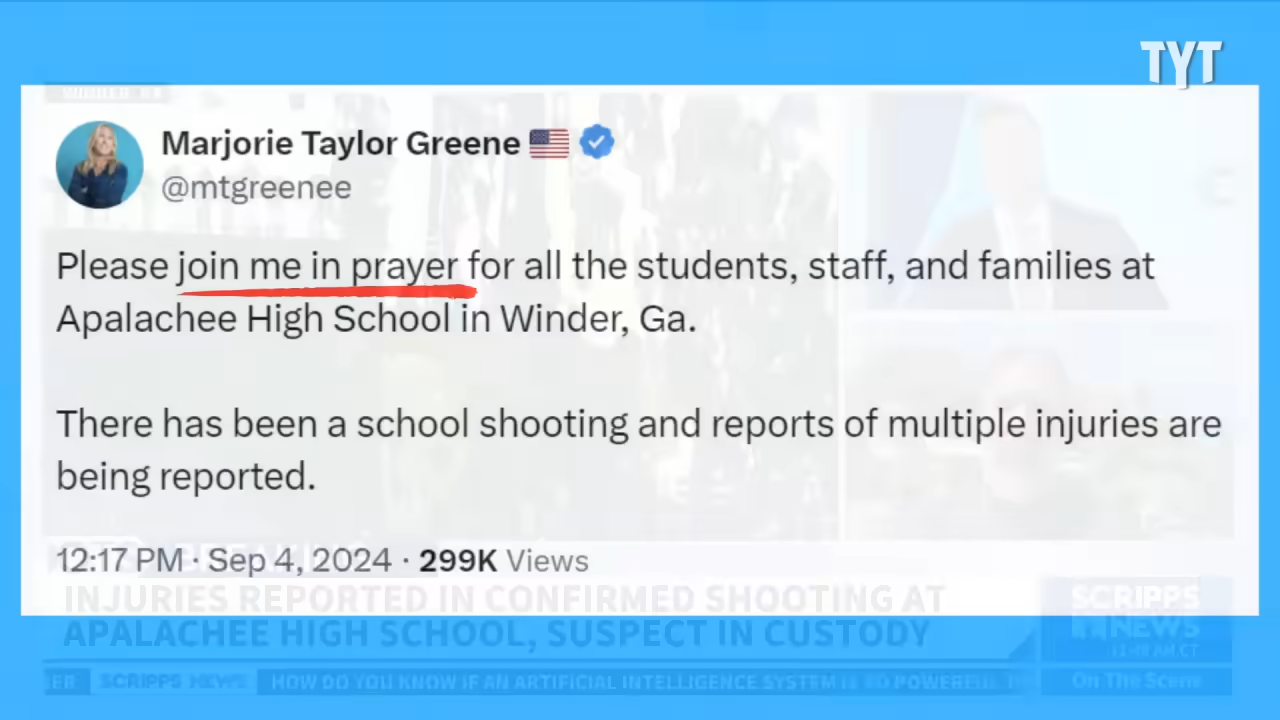 TYT
Marjorie Taylor Greene
@mtgreenee
Please join me in prayer for all the students, staff, and families at
Apalachee High School in Winder, Ga.
There has been a school shooting and reports of multiple injuries are
being reported.
12:17 PM · Sep 4, 2024 · 299K Views
INJURIES REPORTED IN CONFIRMED SHOOTING AT
APALACHEE HIGH SCHOOL, SUSPECT IN CUSTODY
SCRIPPS
NEWS
SCRIPPS NEWS
HOW DO YOU KNOW IF AN ARTIFICIAL INTELLIGENCE SYSTEM IS SO POWERFUL
On The Scene